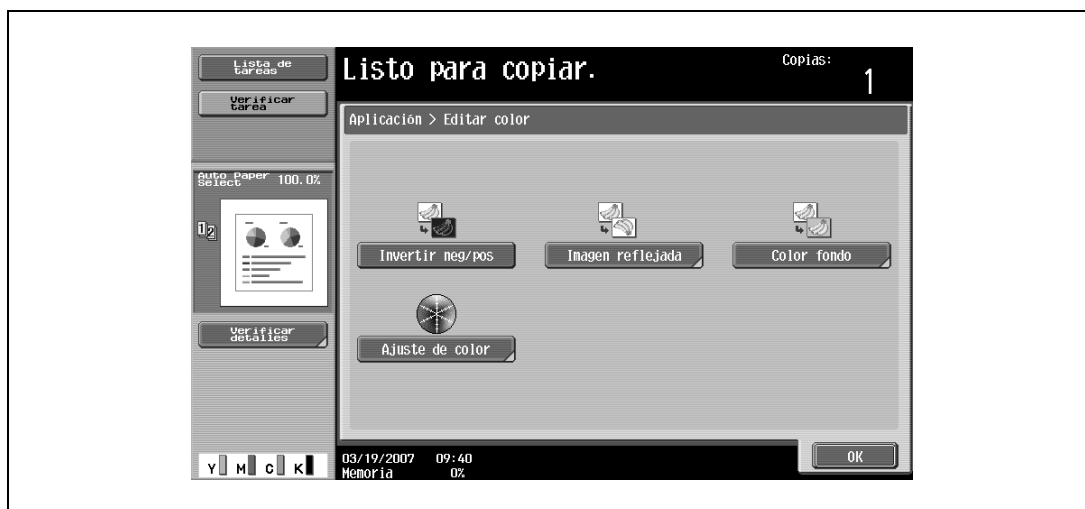 Lista de
tareas
Verificar
tarea
Listo para copiar.
Copias:
1
Aplicación > Editar color
Auto Paper
Select
100.0%
12
Invertir neg/pos
Imagen reflejada
Color fondo
Ajuste de color
Verificar
detalles
Y M C K
03/19/2007 09:40
Memoria 0%
OK